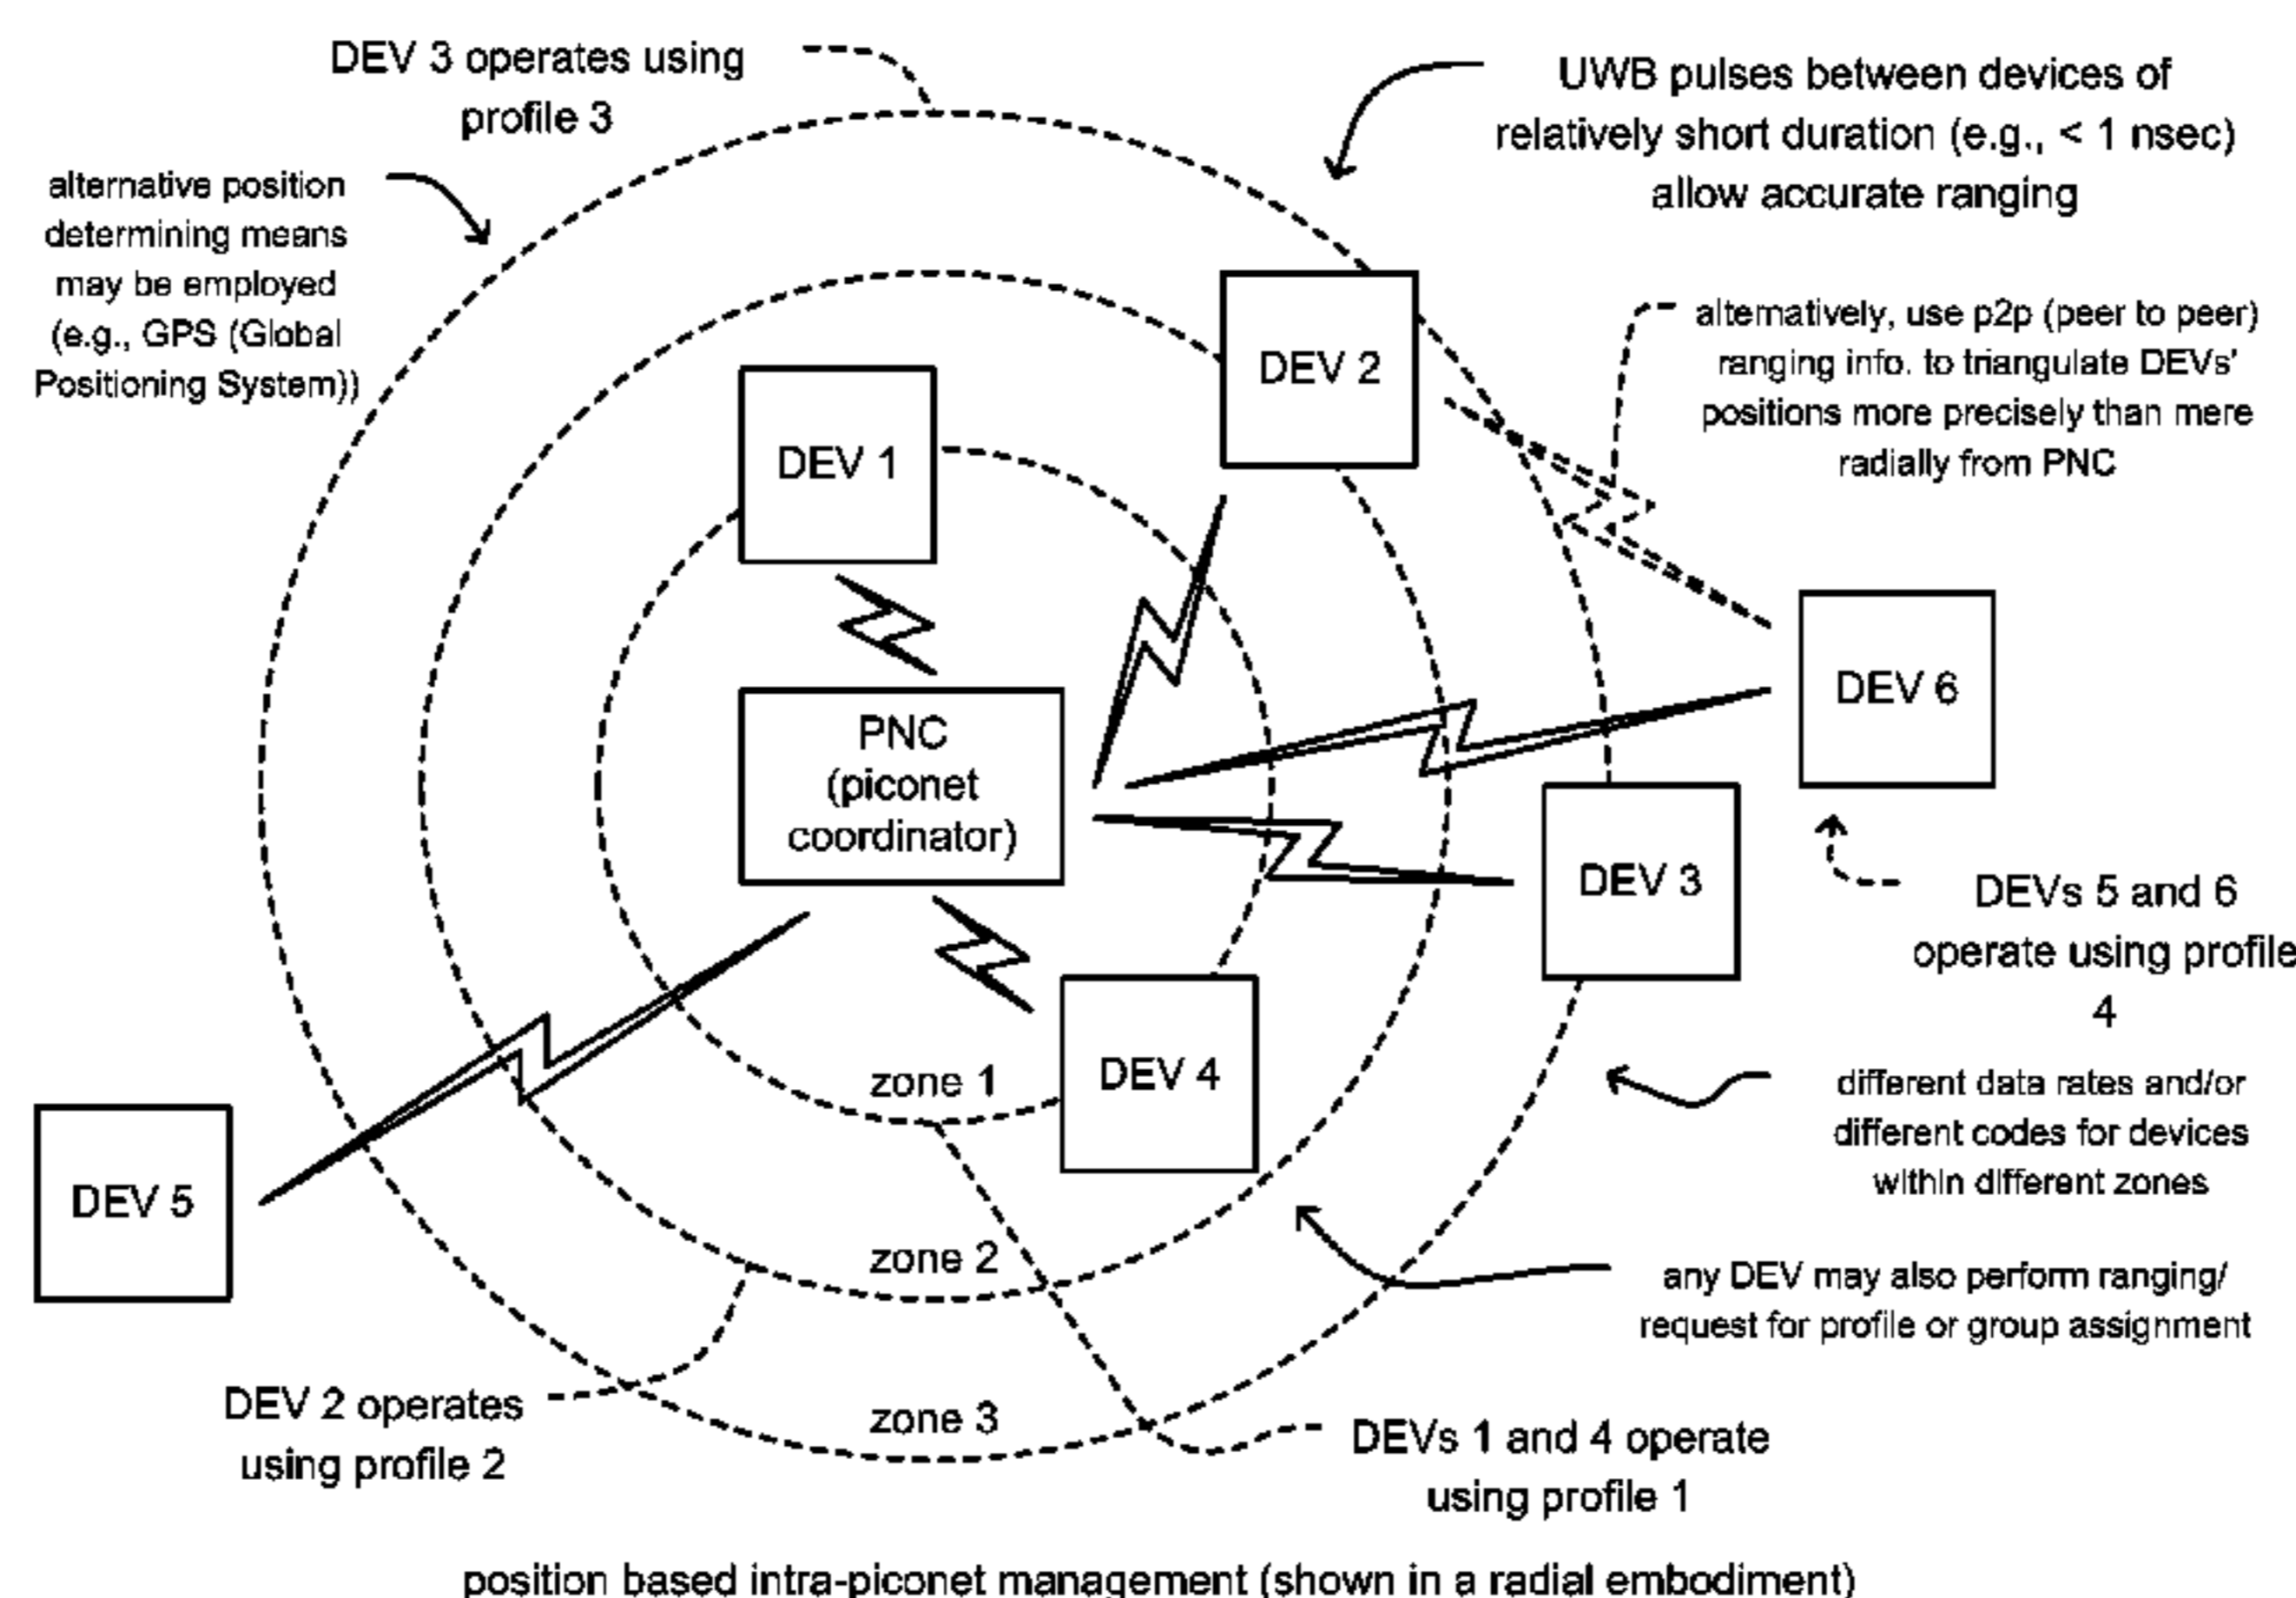 DEV 3 operates using
profile 3
UWB pulses between devices of
relatively short duration (e.g., < 1 nsec)
allow accurate ranging
alternative position
determining means
may be employed
(e.g., GPS (Global
Positioning System))
alternatively, use p2p (peer to peer)
ranging info. to triangulate DEVs'
positions more precisely than mere
radially from PNC
DEV 2
DEV 1
DEV 6
PNC
(piconet
coordinator)
DEV 3
DEVs 5 and 6
operate using profile
4
DEV 4
zone 1
different data rates and/or
different codes for devices
within different zones
DEV 5
zone 2
any DEV may also perform ranging/
request for profile or group assignment
DEV 2 operates
using profile 2
zone 3
DEVs 1 and 4 operate
using profile 1
position based intra-piconet management (shown in a radial embodiment)